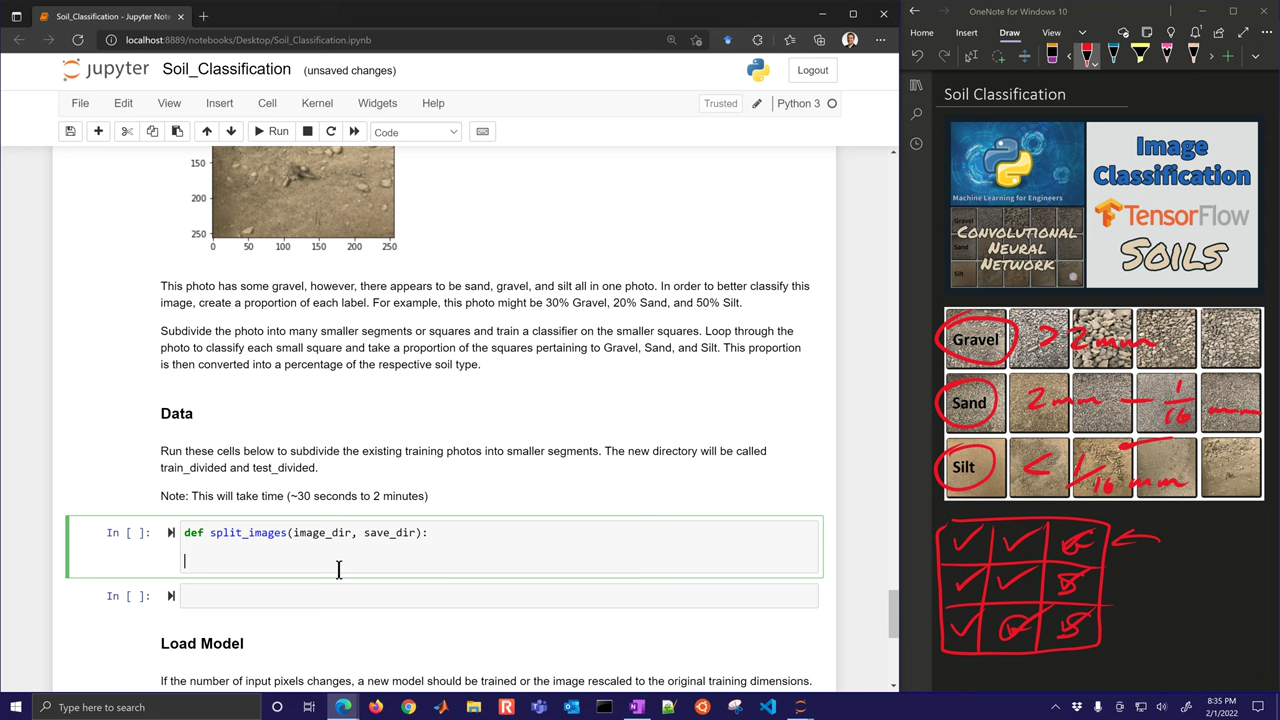 Soil_Classification - Jupyter Not
localhost:8889/notebooks/Desktop/Soil_Classification.ipynb
jupyter Soil_Classification (unsaved changes)
Logout
File Edit View Insert Cell Kernel Widgets Help
Trusted Python 3
Run Code
150
200
250
0 50 100 150 200 250
This photo has some gravel, however, there appears to be sand, gravel, and silt all in one photo. In order to better classify this
image, create a proportion of each label. For example, this photo might be 30% Gravel, 20% Sand, and 50% Silt.
Subdivide the photo into many smaller segments or squares and train a classifier on the smaller squares. Loop through the
photo to classify each small square and take a proportion of the squares pertaining to Gravel, Sand, and Silt. This proportion
is then converted into a percentage of the respective soil type.
Data
Run these cells below to subdivide the existing training photos into smaller segments. The new directory will be called
train_divided and test_divided.
Note: This will take time (~30 seconds to 2 minutes)
In [ ]:
def split_images(image_dir, save_dir):
In [ ]:
Load Model
If the number of input pixels changes, a new model should be trained or the image rescaled to the original training dimensions.
OneNote for Windows 10
Home Insert Draw View
Soil Classification
Machine Learning for Engineers
Gravel
Sand
Silt
Convolutional
Neural
Network
Image
Classification
TensorFlow
Soils
Gravel > 2mm
Sand 2mm — 1/16 mm
Silt < 1/16 mm
Type here to search
8:35 PM
2/1/2022